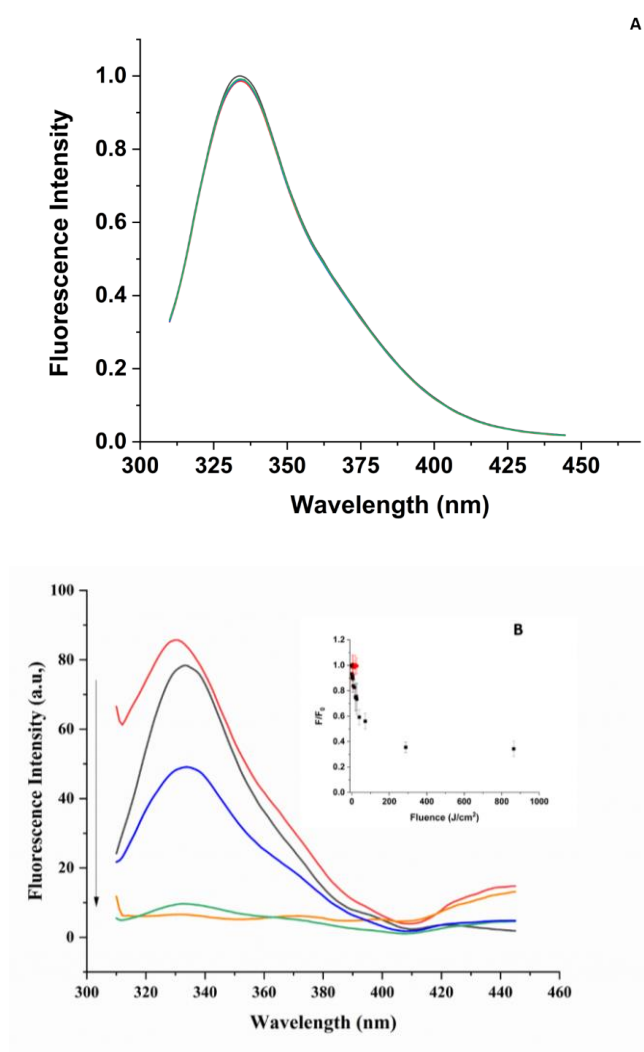 A
Fluorescence Intensity
1.0
0.8
0.6
0.4
0.2
0.0
300 325 350 375 400 425 450
Wavelength (nm)
Fluorescence Intensity (a.u,)
100
80
60
40
20
0
300 320 340 360 380 400 420 440 460
Wavelength (nm)
B
F/F0
1.2
1.0
0.8
0.6
0.4
0.2
0.0
0 200 400 600 800 1000
Fluence (J/cm²)